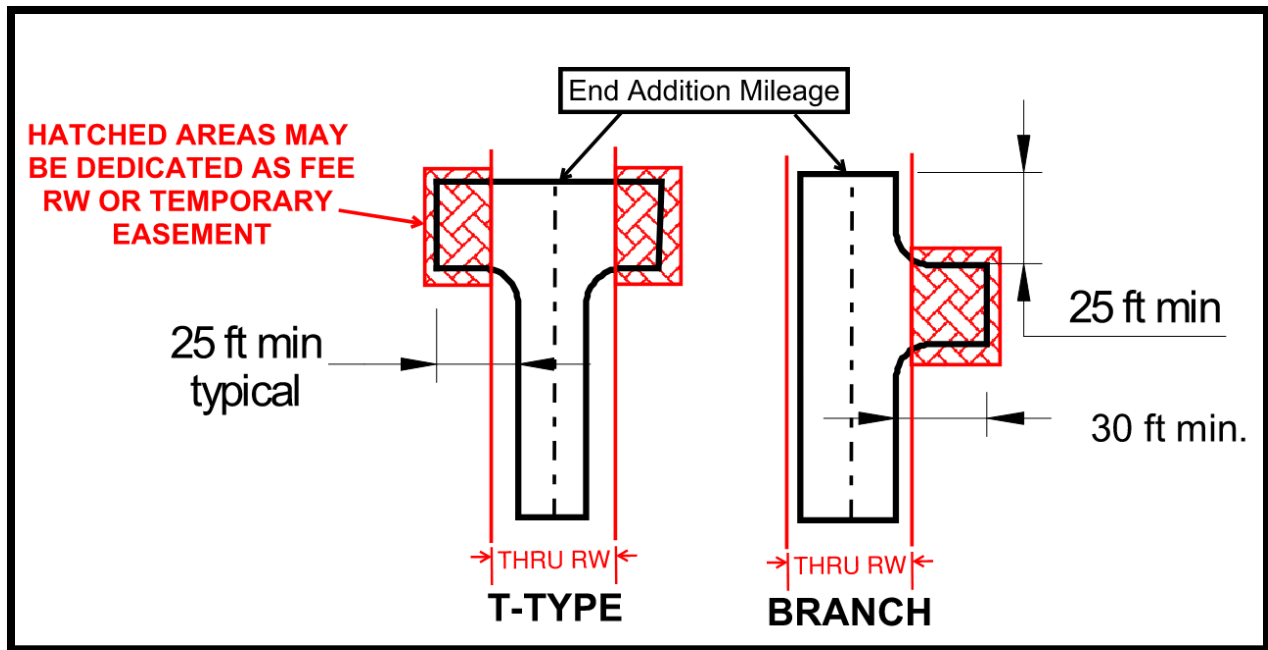 End Addition Mileage
HATCHED AREAS MAY
BE DEDICATED AS FEE
RW OR TEMPORARY
EASEMENT
25 ft min
typical
25 ft min
30 ft min.
THRU RW
T-TYPE
THRU RW
BRANCH